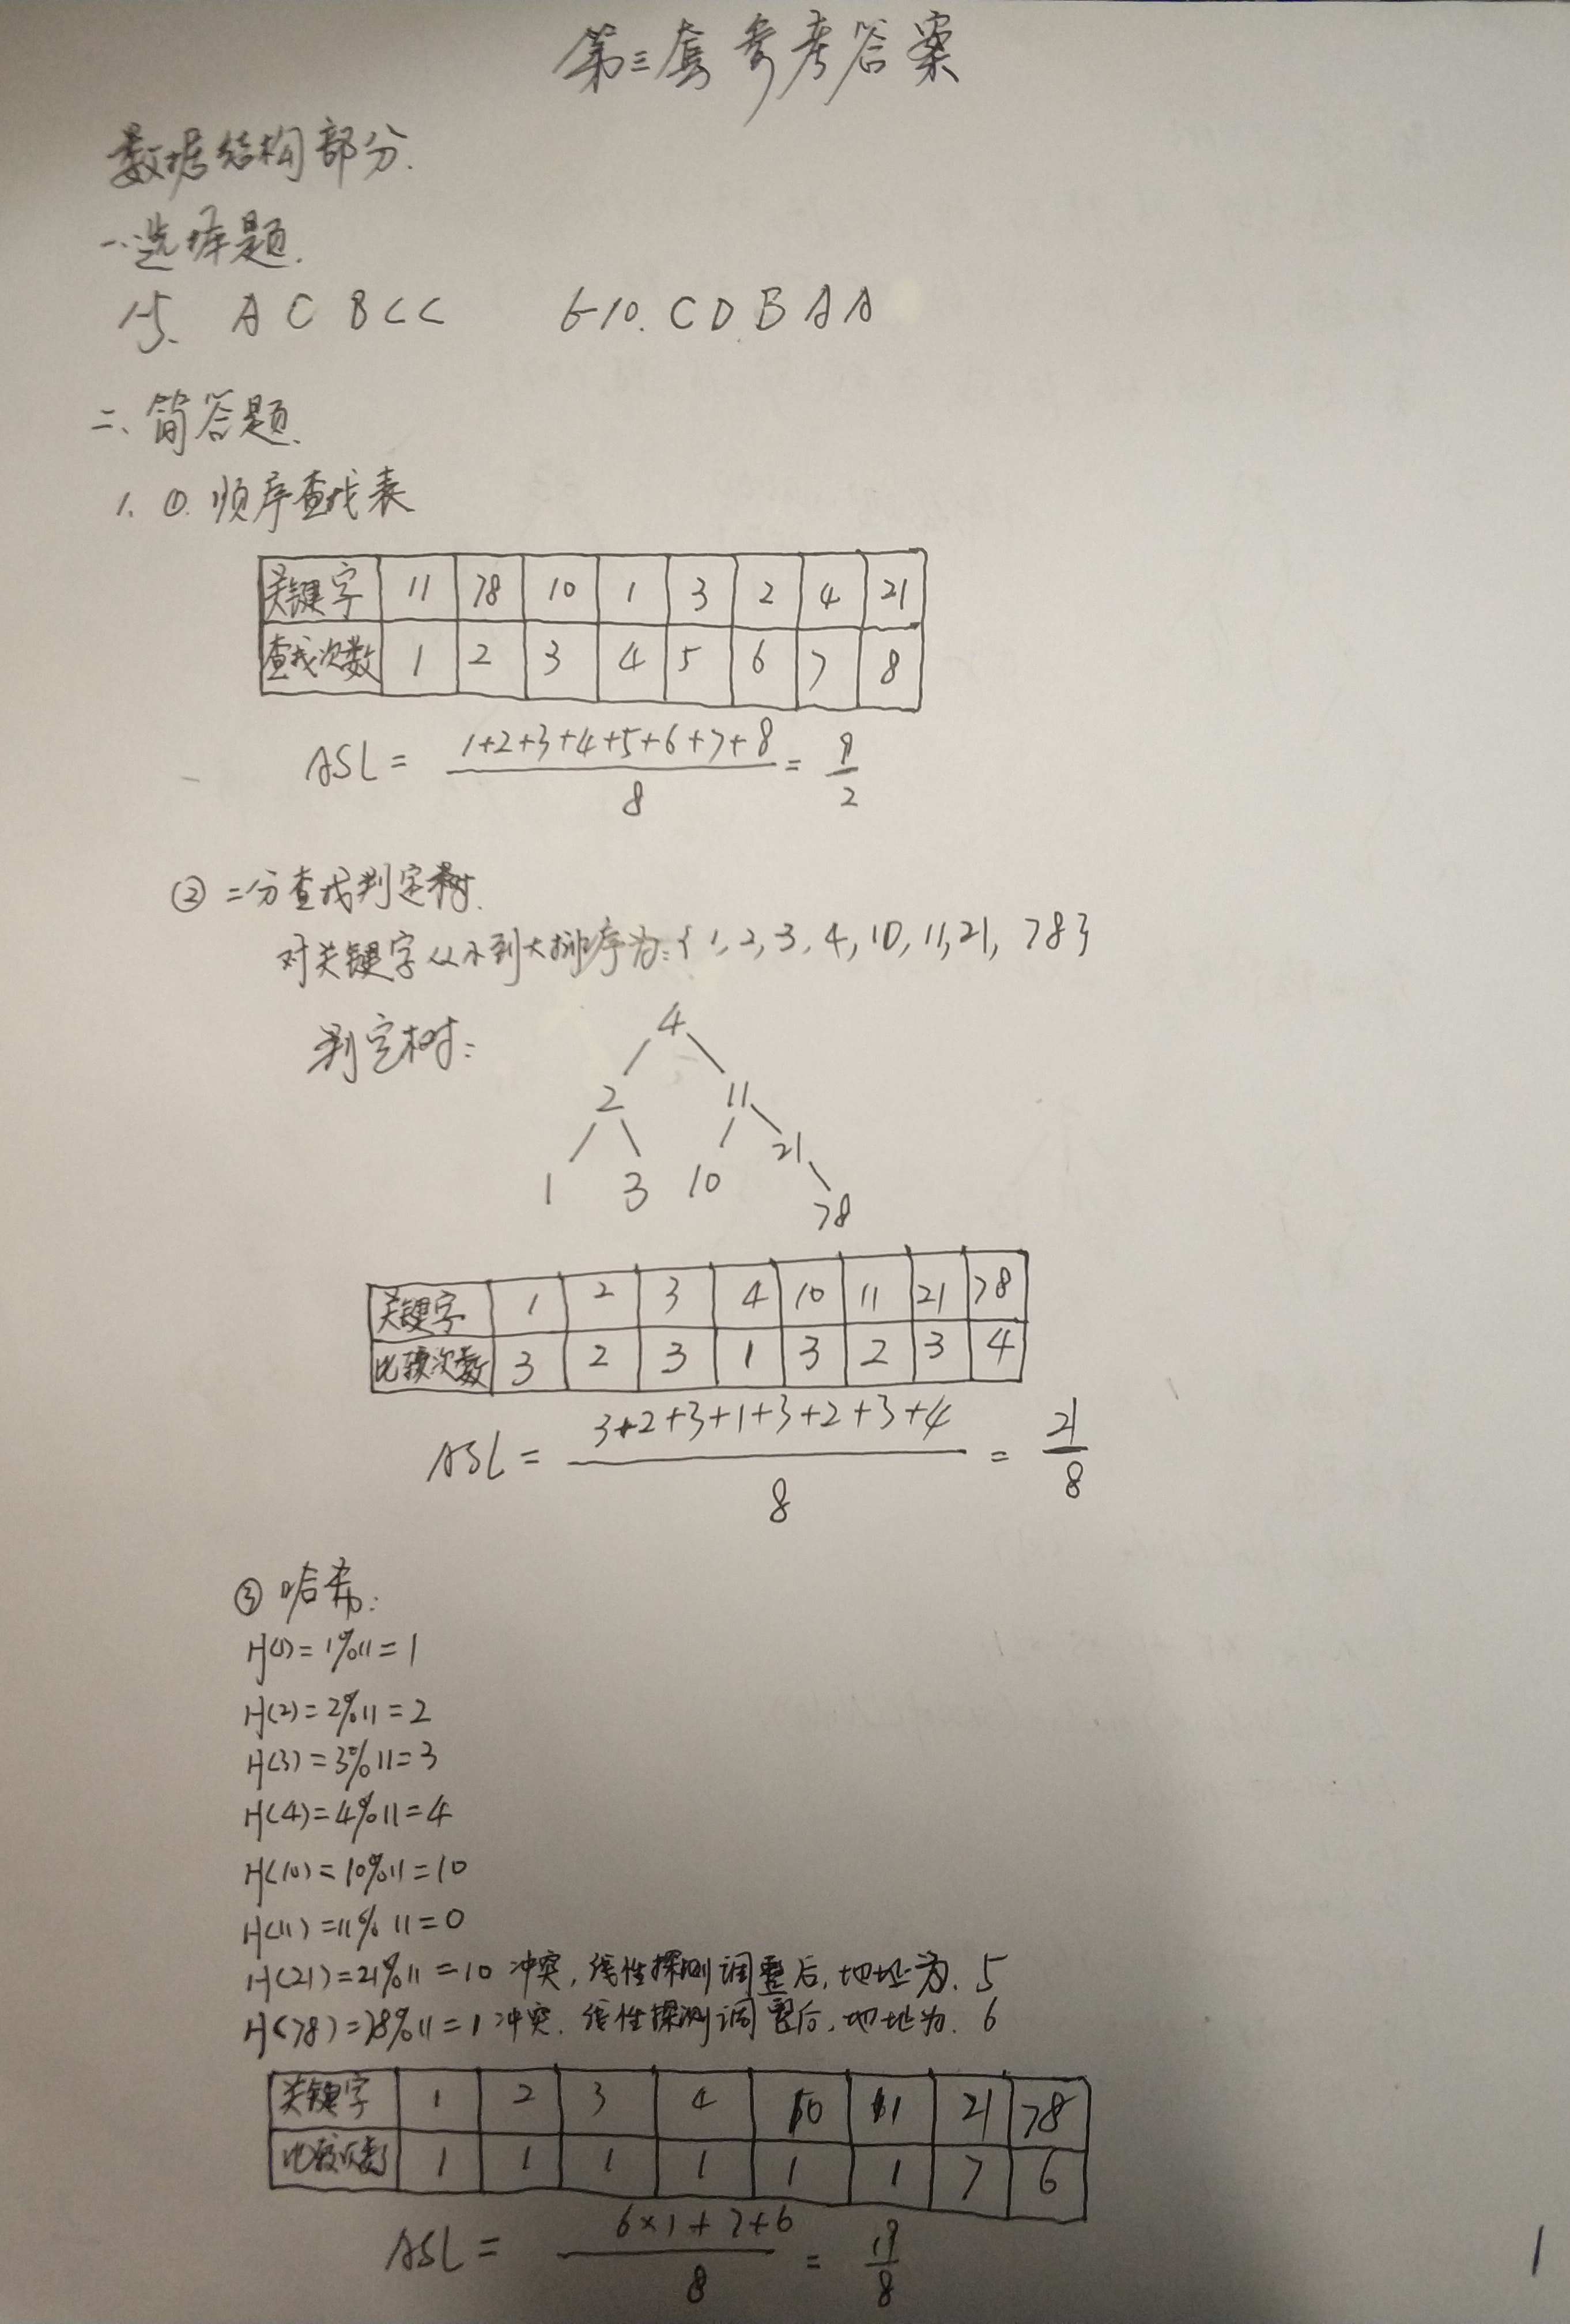 第三套参考答案
数据结构部分.
一.选择题.
1-5. A C B C C 6-10. C D B A A
二、简答题.
1. ①. 顺序查找表
关键字 11 78 10 1 3 2 4 21
查找次数 1 2 3 4 5 6 7 8
ASL = (1+2+3+4+5+6+7+8)/8 = 9/2
② 二分查找判定树.
对关键字从小到大排序为:{1,2,3,4,10,11,21,78}
判定树:
4
2 11
1 3 10 21
78
关键字 1 2 3 4 10 11 21 78
比较次数 3 2 3 1 3 2 3 4
ASL = (3+2+3+1+3+2+3+4)/8 = 21/8
③ 哈希:
H(1)=1%11=1
H(2)=2%11=2
H(3)=3%11=3
H(4)=4%11=4
H(10)=10%11=10
H(11)=11%11=0
H(21)=21%11=10 冲突,线性探测调整后,地址为.5
H(78)=78%11=1 冲突.线性探测调整后,地址为.6
关键字 1 2 3 4 10 11 21 78
比较次数 1 1 1 1 1 1 7 6
ASL = (6×1+7+6)/8 = 19/8
1